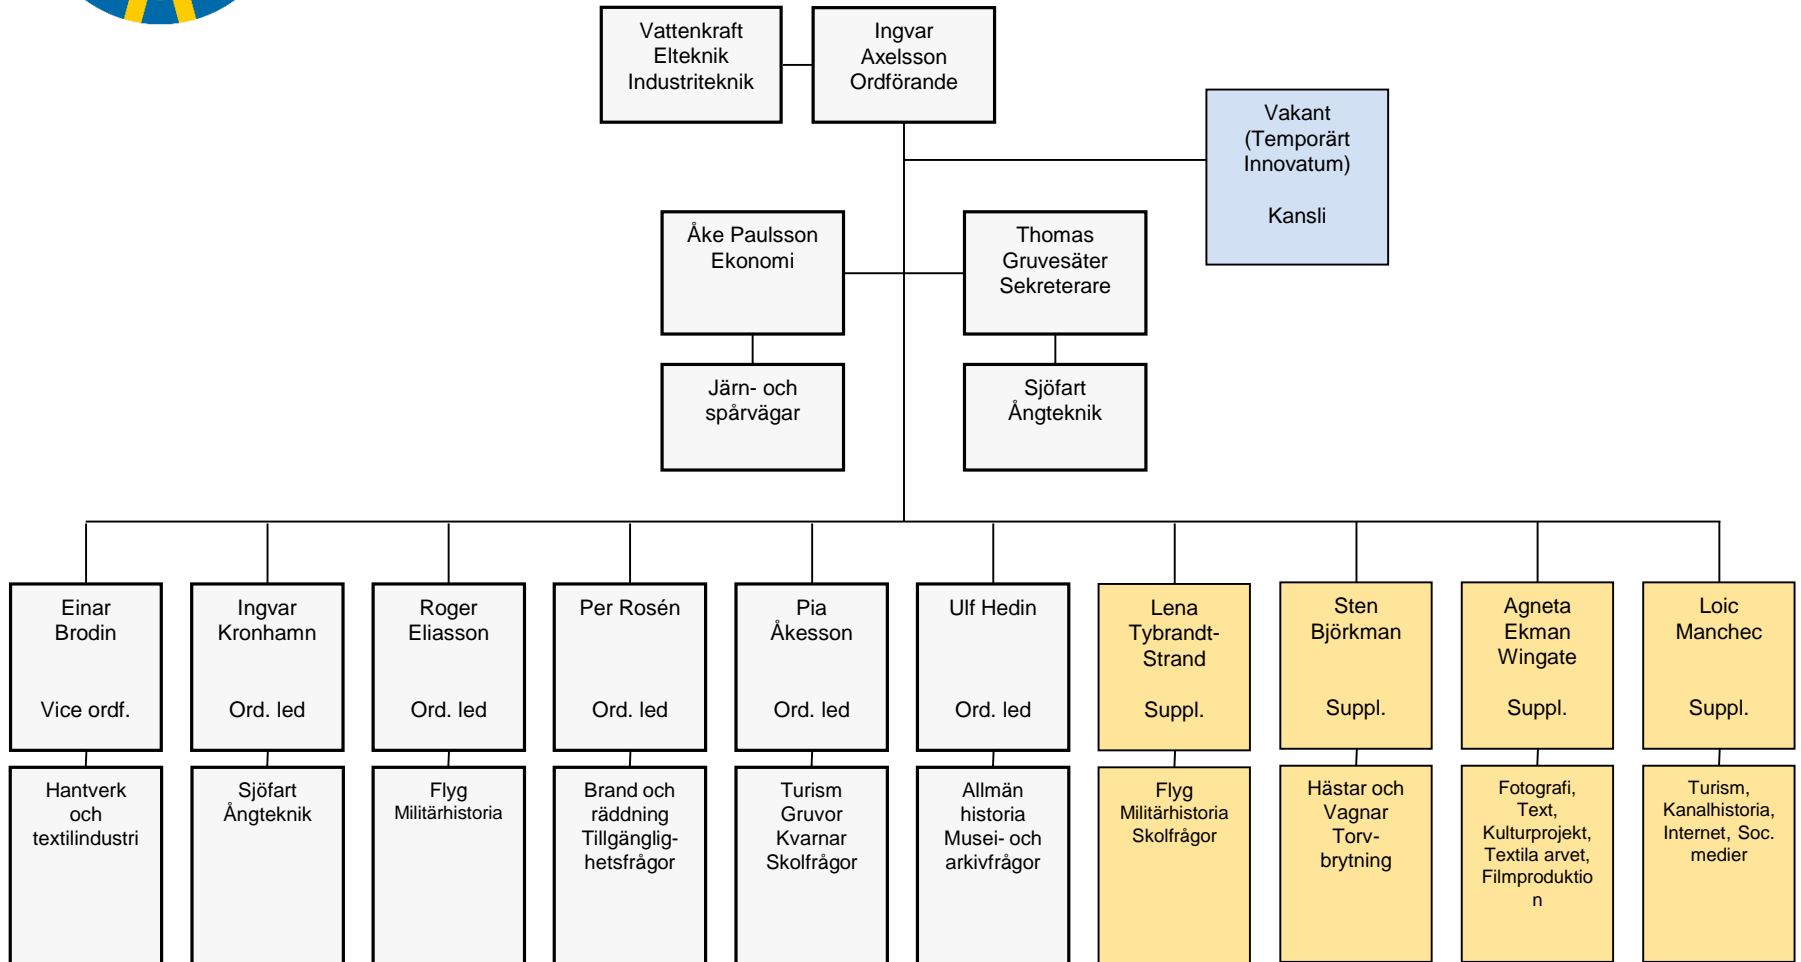 Vattenkraft
Elteknik
Industriteknik
Ingvar
Axelsson
Ordförande
Vakant
(Temporärt
Innovatum)
Kansli
Åke Paulsson
Ekonomi
Thomas
Gruvesäter
Sekreterare
Järn- och
spårvägar
Sjöfart
Ångteknik
Einar
Brodin
Vice ordf.
Ingvar
Kronhamn
Ord. led
Roger
Eliasson
Ord. led
Per Rosén
Ord. led
Pia
Åkesson
Ord. led
Ulf Hedin
Ord. led
Lena
Tybrandt-
Strand
Suppl.
Sten
Björkman
Suppl.
Agneta
Ekman
Wingate
Suppl.
Loic
Manchec
Suppl.
Hantverk
och
textilindustri
Sjöfart
Ångteknik
Flyg
Militärhistoria
Brand och
räddning
Tillgänglig-
hetsfrågor
Turism
Gruvor
Kvarnar
Skolfrågor
Allmän
historia
Musei- och
arkivfrågor
Flyg
Militärhistoria
Skolfrågor
Hästar och
Vagnar
Torv-
brytning
Fotografi,
Text,
Kulturprojekt,
Textila arvet,
Filmproduktio
n
Turism,
Kanalhistoria,
Internet, Soc.
medier